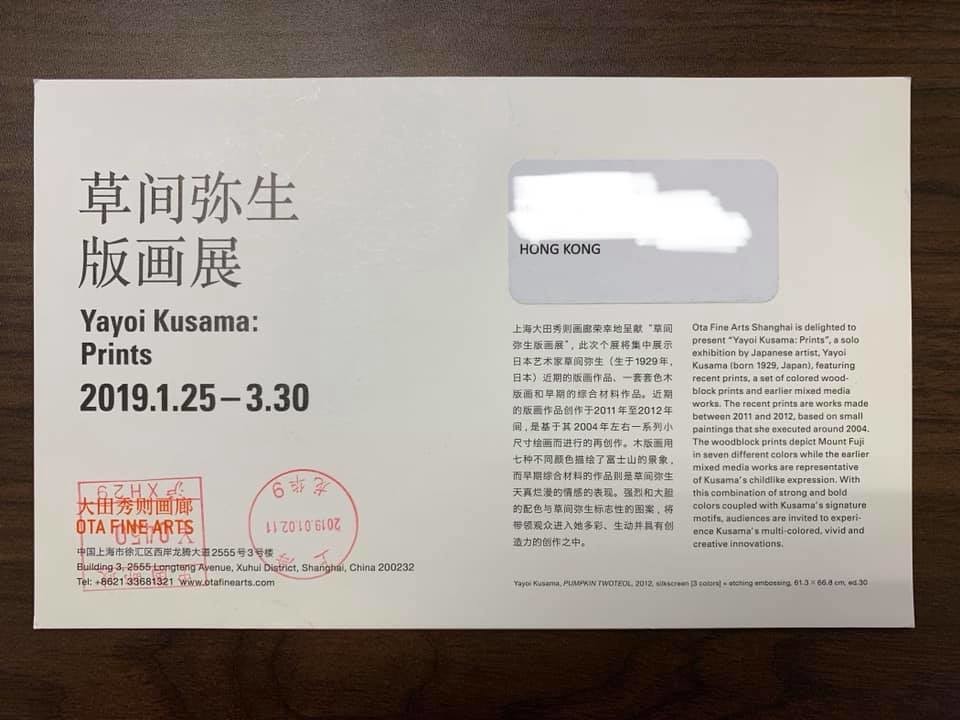 草间弥生
版画展
Yayoi Kusama:
Prints
2019.1.25 – 3.30
大田秀则画廊
OTA FINE ARTS
中国上海市徐汇区西岸龙腾大道2555号3号楼
Building 3, 2555 Longteng Avenue, Xuhui District, Shanghai, China 200232
Tel: +8621 33681321 www.otafinearts.com
沪 XH29
中国邮政
上海
2019.01.02.11
龙华9
HONG KONG
上海大田秀则画廊荣幸地呈献“草间
弥生版画展”，此次个展将集中展示
日本艺术家草间弥生（生于1929年，
日本）近期的版画作品、一套套色木
版画和早期的综合材料作品。近期
的版画作品创作于2011年至2012年
间，是基于其2004年左右一系列小
尺寸绘画而进行的再创作。木版画用
七种不同颜色描绘了富士山的景象，
而早期综合材料的作品则是草间弥生
天真烂漫的情感的表现。强烈和大胆
的配色与草间弥生标志性的图案，将
带领观众进入她多彩、生动并具有创
造力的创作之中。
Ota Fine Arts Shanghai is delighted to
present “Yayoi Kusama: Prints”, a solo
exhibition by Japanese artist, Yayoi
Kusama (born 1929, Japan), featuring
recent prints, a set of colored wood-
block prints and earlier mixed media
works. The recent prints are works made
between 2011 and 2012, based on small
paintings that she executed around 2004.
The woodblock prints depict Mount Fuji
in seven different colors while the earlier
mixed media works are representative
of Kusama's childlike expression. With
this combination of strong and bold
colors coupled with Kusama's signature
motifs, audiences are invited to experi-
ence Kusama's multi-colored, vivid and
creative innovations.
Yayoi Kusama, PUMPKIN TWOTEOL, 2012, silkscreen [3 colors] + etching embossing, 61.3 × 66.8 cm, ed.30